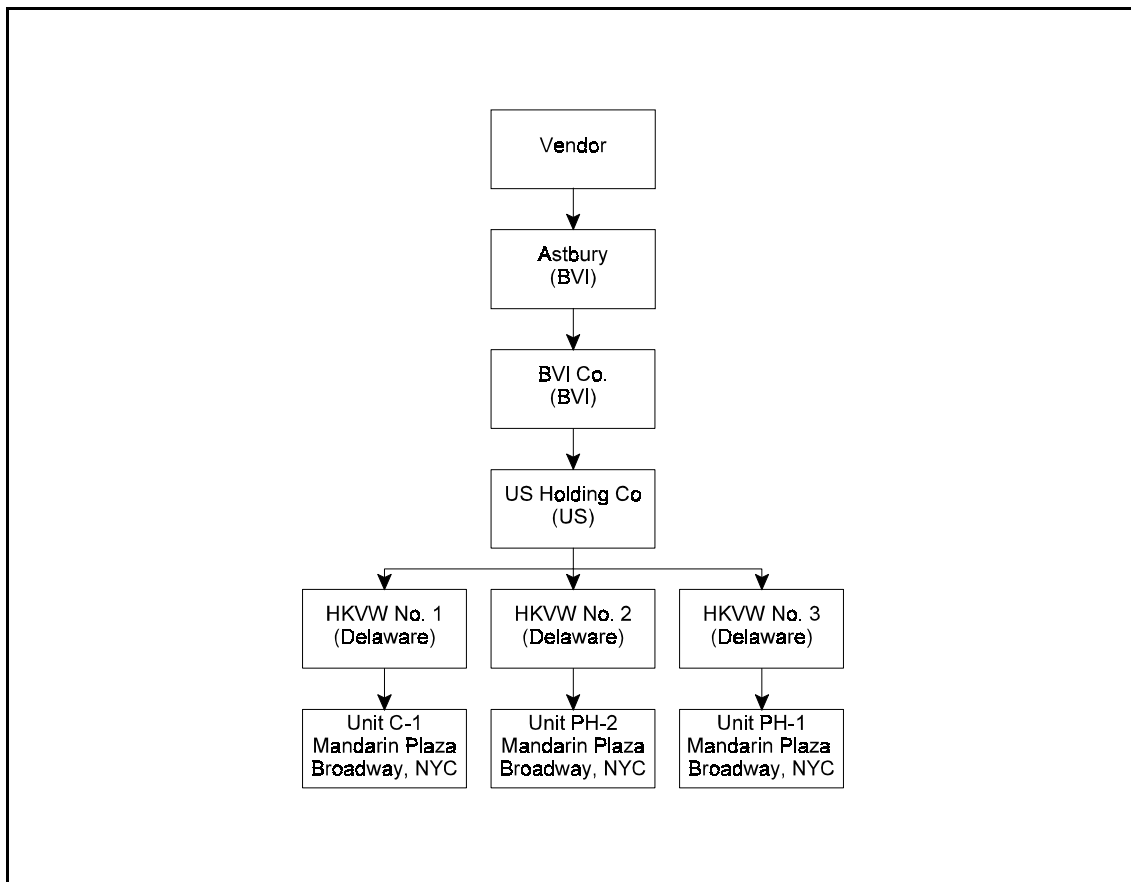 Vendor
Astbury
(BVI)
BVI Co.
(BVI)
US Holding Co
(US)
HKVW No. 1
(Delaware)
HKVW No. 2
(Delaware)
HKVW No. 3
(Delaware)
Unit C-1
Mandarin Plaza
Broadway, NYC
Unit PH-2
Mandarin Plaza
Broadway, NYC
Unit PH-1
Mandarin Plaza
Broadway, NYC